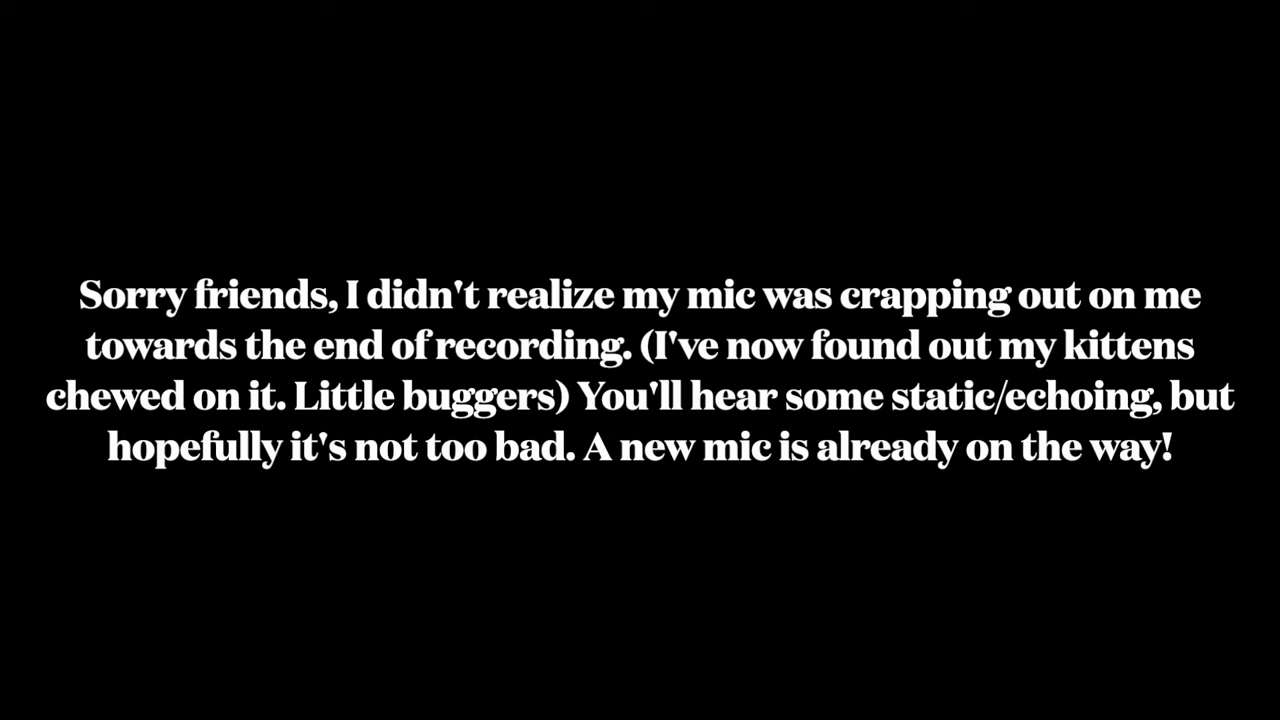 Sorry friends, I didn't realize my mic was crapping out on me
towards the end of recording. (I've now found out my kittens
chewed on it. Little buggers) You'll hear some static/echoing, but
hopefully it's not too bad. A new mic is already on the way!